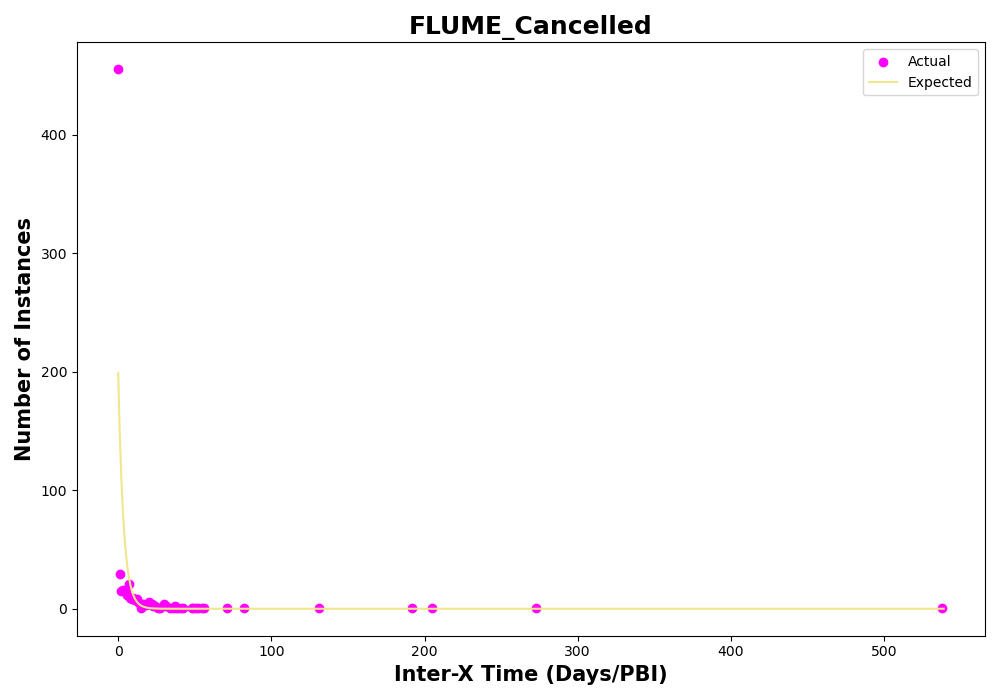 FLUME_Cancelled
Actual
Expected
Number of Instances
400
300
200
100
0
0
100
200
300
400
500
Inter-X Time (Days/PBI)